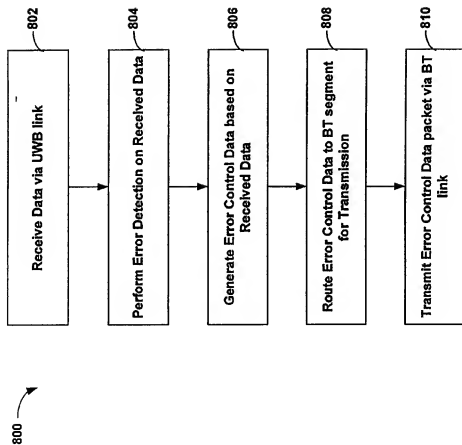 800
802
Receive Data via UWB link
804
Perform Error Detection on Received Data
806
Generate Error Control Data based on
Received Data
808
Route Error Control Data to BT segment
for Transmission
810
Transmit Error Control Data packet via BT
link